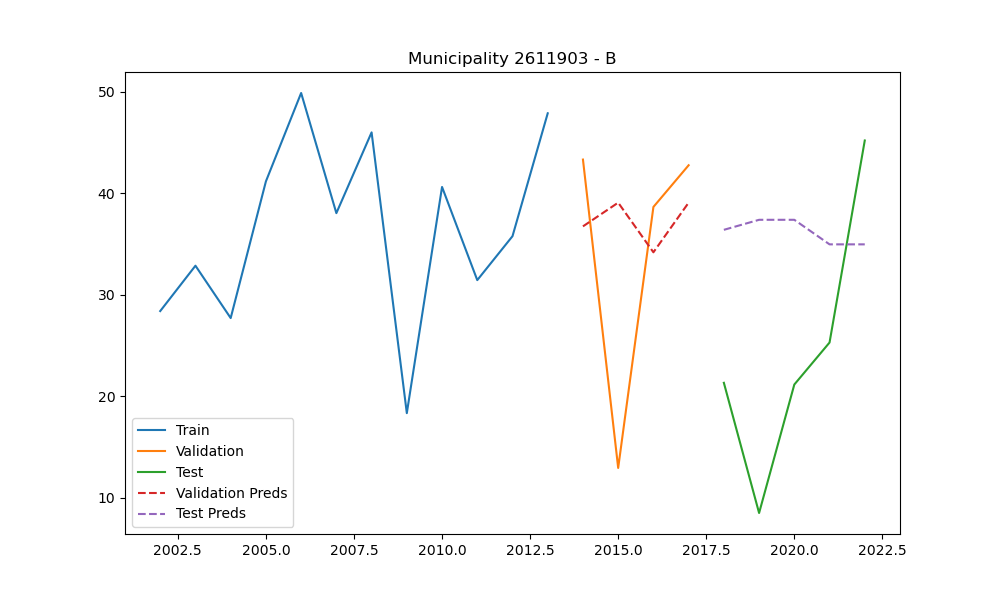 Municipality 2611903 - B
50
40
30
20
10
Train
Validation
Test
Validation Preds
Test Preds
2002.5 2005.0 2007.5 2010.0 2012.5 2015.0 2017.5 2020.0 2022.5